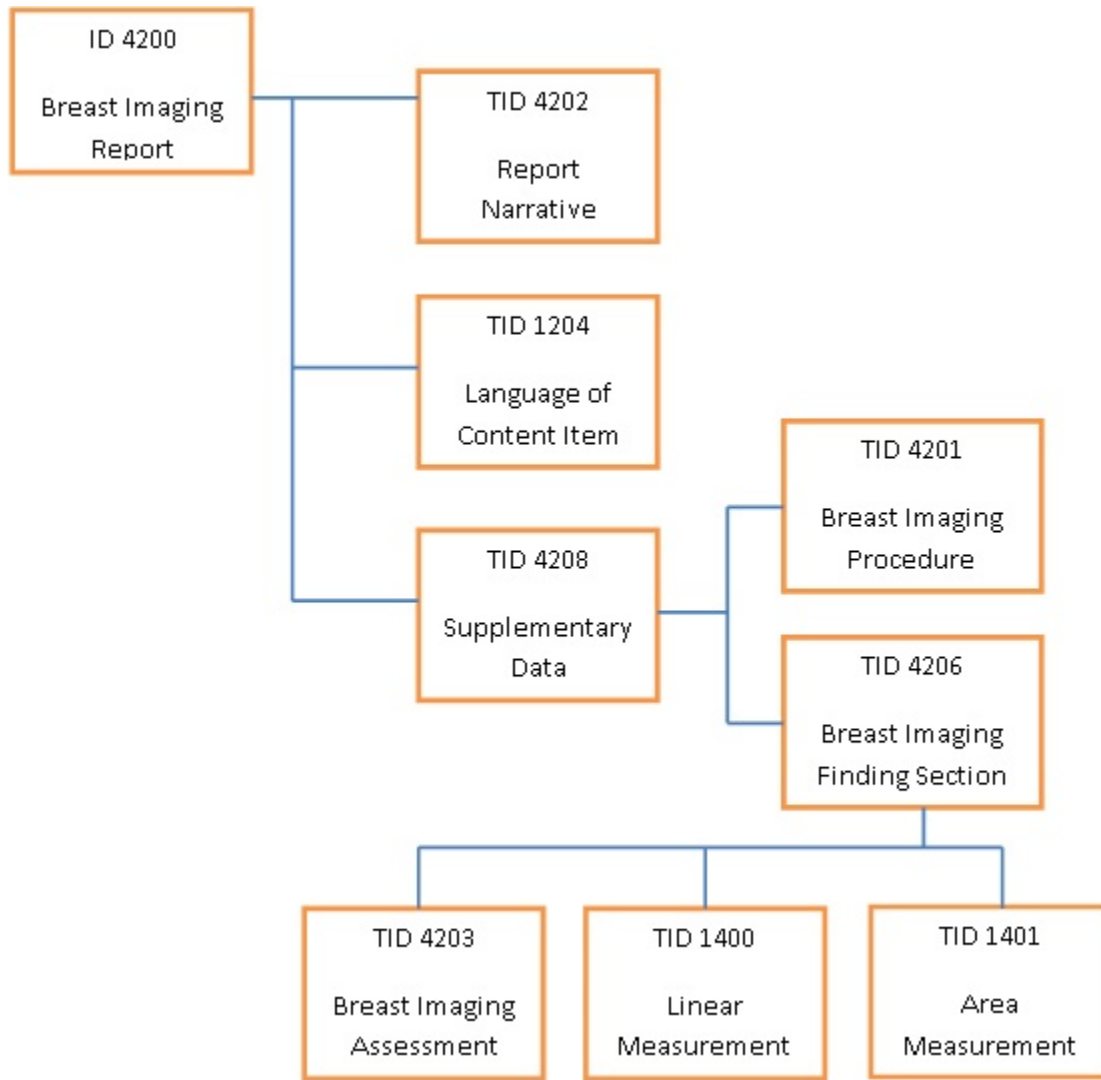 ID 4200
Breast Imaging
Report
TID 4202
Report
Narrative
TID 1204
Language of
Content Item
TID 4208
Supplementary
Data
TID 4201
Breast Imaging
Procedure
TID 4206
Breast Imaging
Finding Section
TID 4203
Breast Imaging
Assessment
TID 1400
Linear
Measurement
TID 1401
Area
Measurement